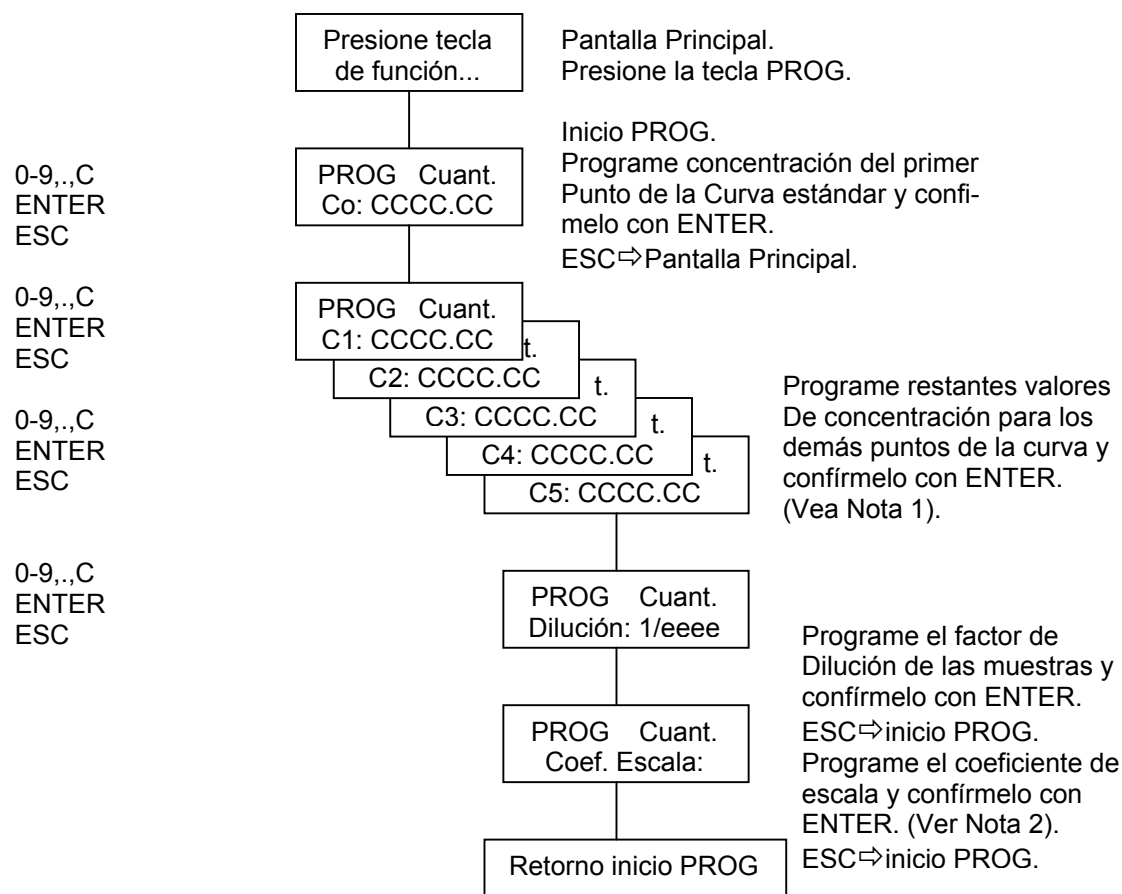 Presione tecla
de función...
Pantalla Principal.
Presione la tecla PROG.
0-9,.,C
ENTER
ESC
PROG Cuant.
Co: CCCC.CC
Inicio PROG.
Programe concentración del primer
Punto de la Curva estándar y confi-
melo con ENTER.
ESC⇨Pantalla Principal.
0-9,.,C
ENTER
ESC
PROG Cuant.
C1: CCCC.CC
t.
C2: CCCC.CC
t.
C3: CCCC.CC
t.
C4: CCCC.CC
t.
C5: CCCC.CC
0-9,.,C
ENTER
ESC
Programe restantes valores
De concentración para los
demás puntos de la curva y
confírmelo con ENTER.
(Vea Nota 1).
0-9,.,C
ENTER
ESC
PROG Cuant.
Dilución: 1/eeee
Programe el factor de
Dilución de las muestras y
confírmelo con ENTER.
ESC⇨inicio PROG.
PROG Cuant.
Coef. Escala:
Programe el coeficiente de
escala y confírmelo con
ENTER. (Ver Nota 2).
ESC⇨inicio PROG.
Retorno inicio PROG